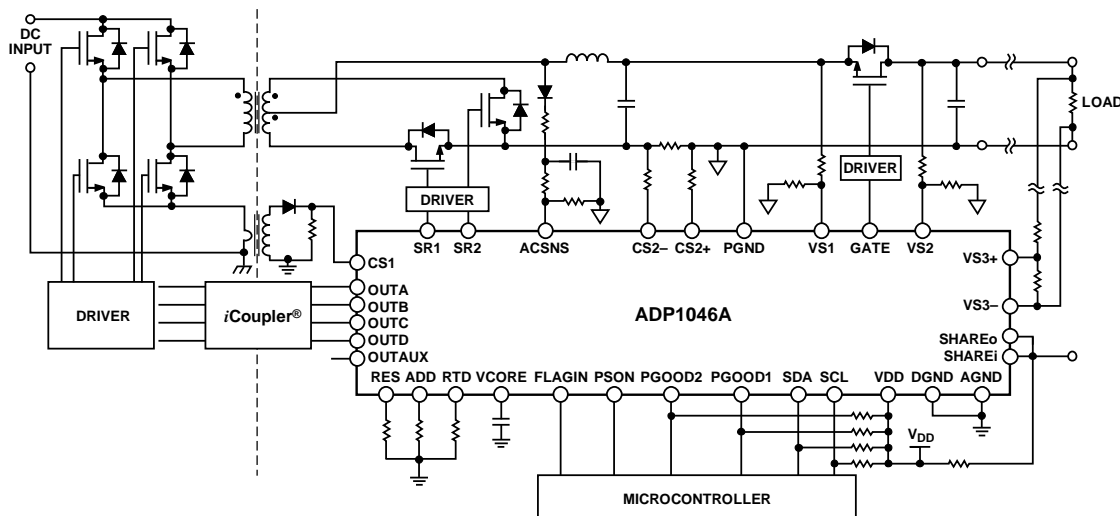 DC
INPUT
LOAD
DRIVER
DRIVER
SR1 SR2 ACSNS CS2– CS2+ PGND VS1 GATE VS2
CS1
VS3+
OUTA
DRIVER
iCoupler®
OUTB
ADP1046A
VS3–
OUTC
OUTD
SHAREo
OUTAUX
SHAREi
RES ADD RTD VCORE FLAGIN PSON PGOOD2 PGOOD1 SDA SCL VDD DGND AGND
VDD
MICROCONTROLLER